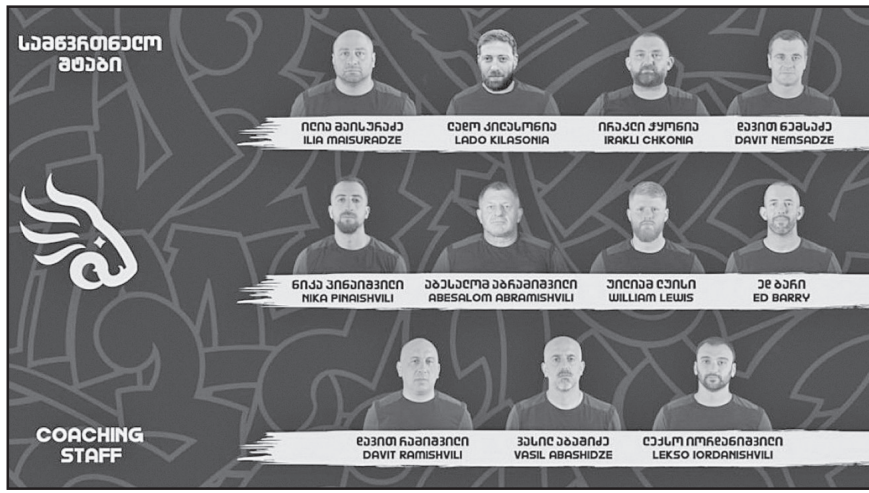 სამწვრთნელო
შტაბი
ილია მაისურაძე
ILIA MAISURADZE
ლადო კილასონია
LADO KILASONIA
ირაკლი ჭყონია
IRAKLI CHKONIA
დავით ნემსაძე
DAVIT NEMSADZE
ნიკა პინაიშვილი
NIKA PINAISHVILI
აბესალომ აბრამიშვილი
ABESALOM ABRAMISHVILI
უილიამ ლუისი
WILLIAM LEWIS
ედ ბარი
ED BARRY
დავით რამიშვილი
DAVIT RAMISHVILI
ვასილ აბაშიძე
VASIL ABASHIDZE
ლექსო იორდანიშვილი
LEKSO IORDANISHVILI
COACHING
STAFF